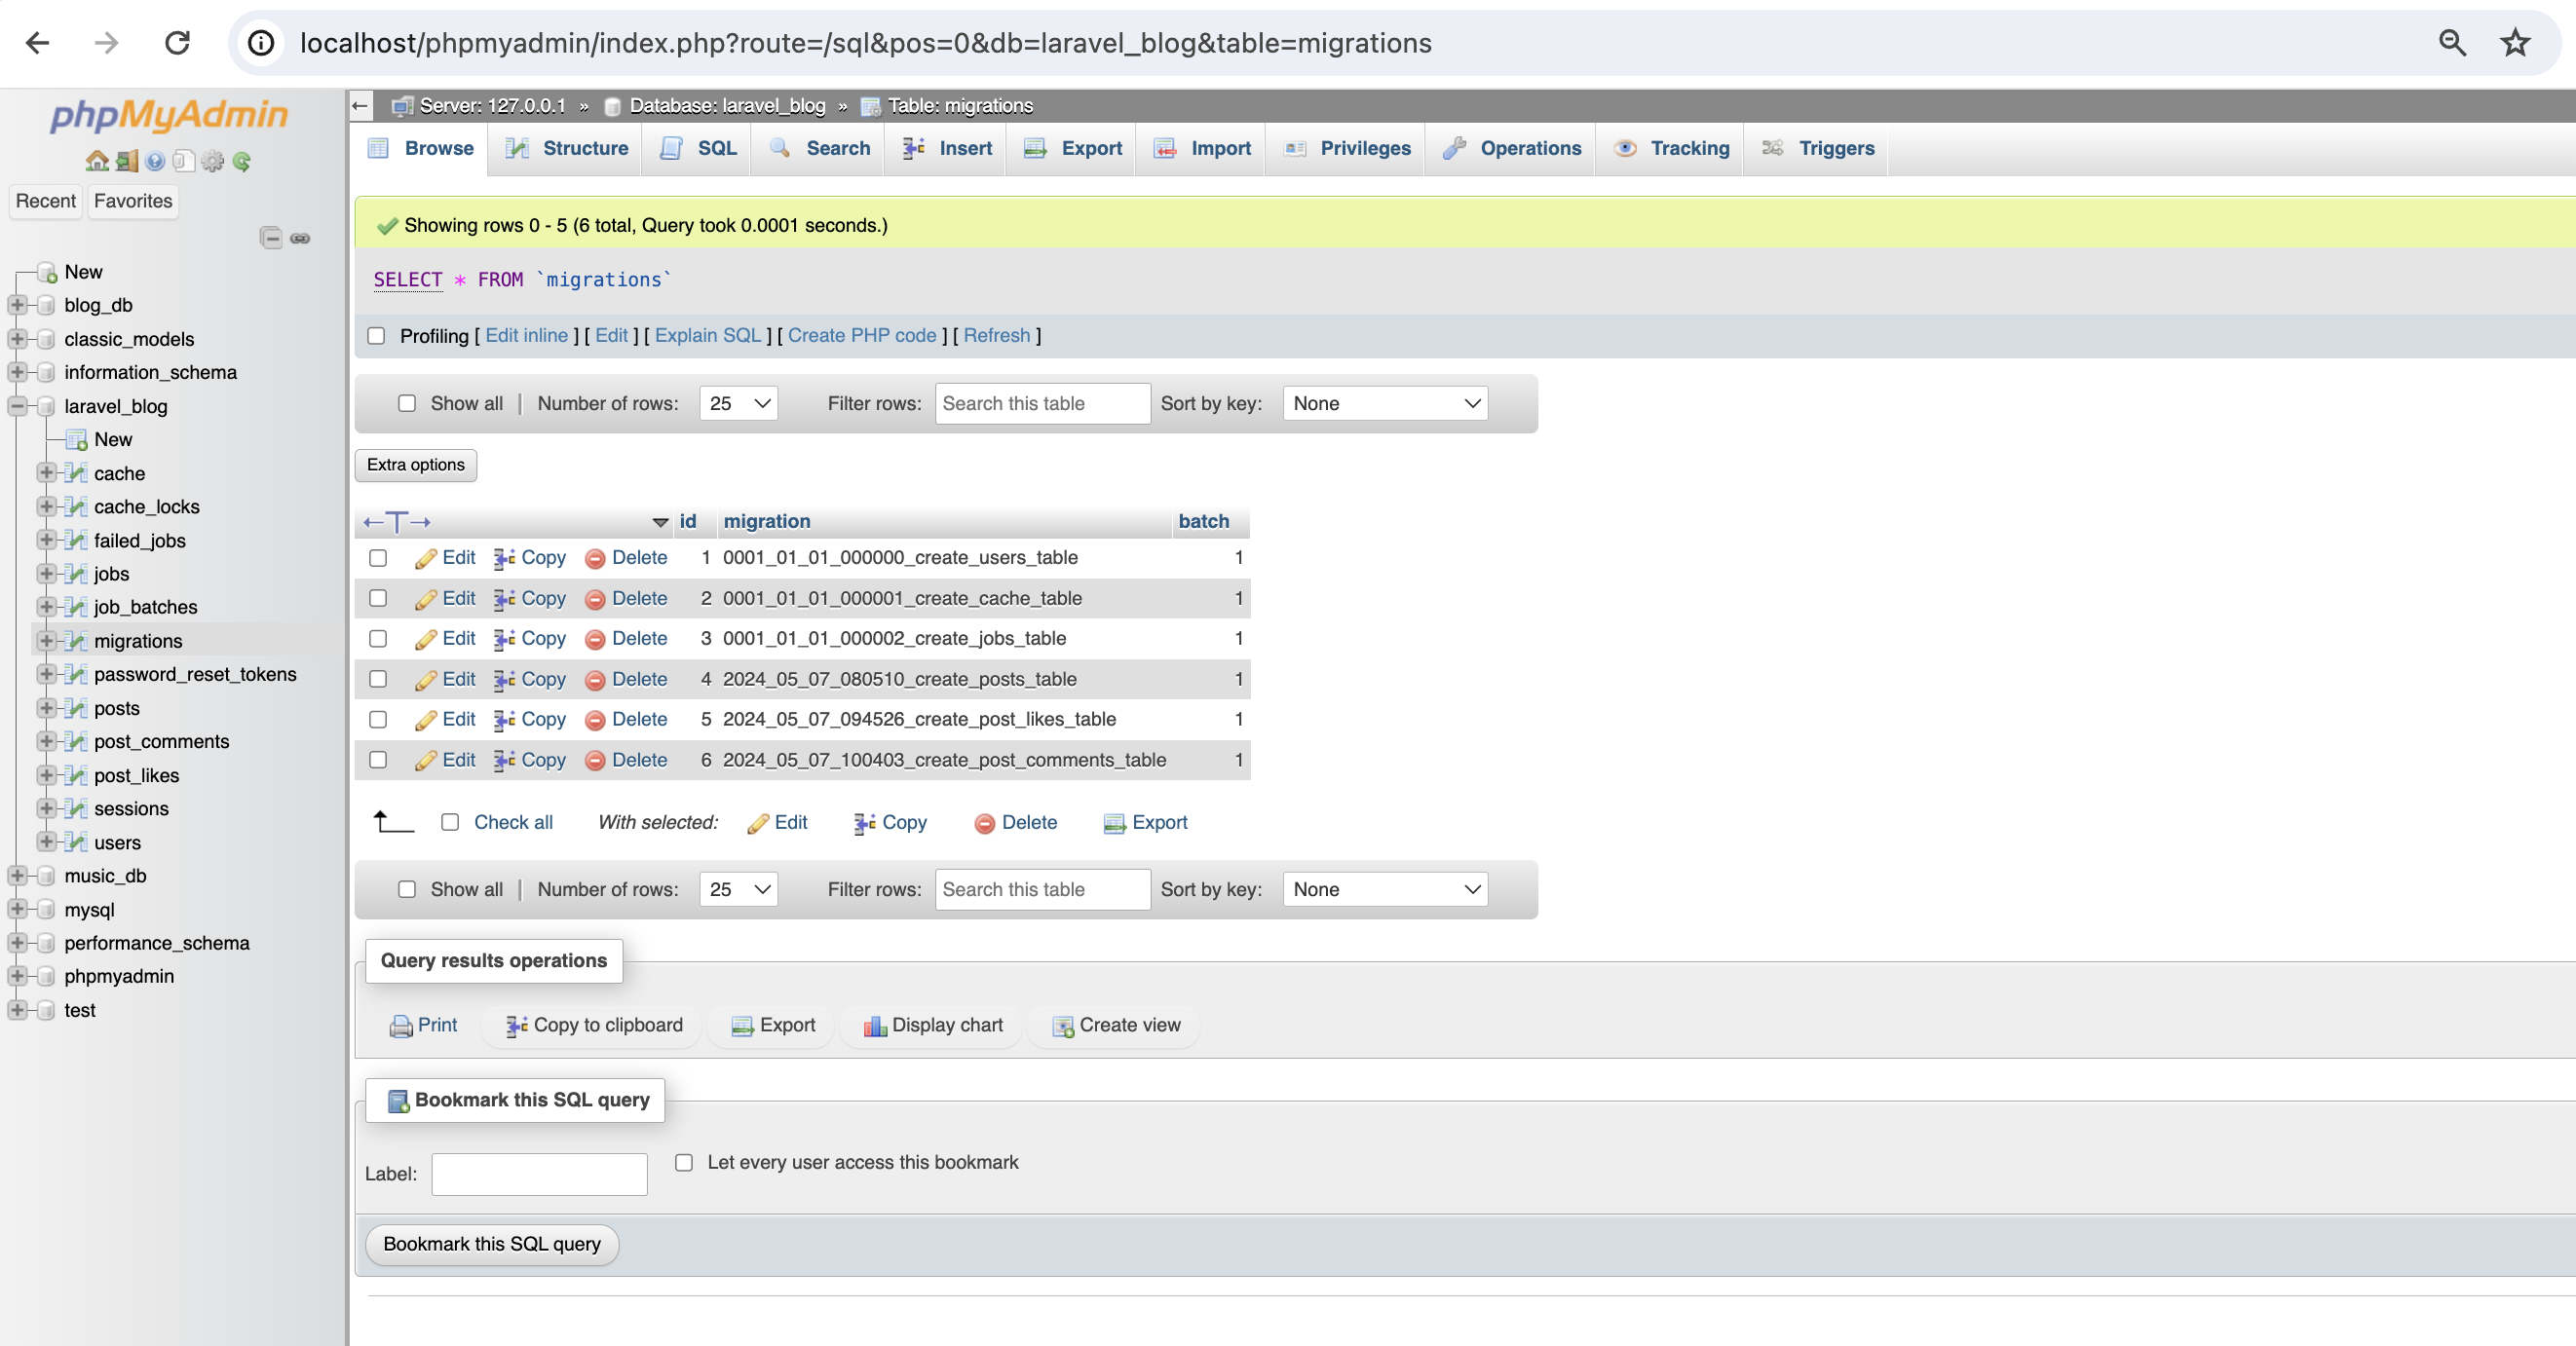 localhost/phpmyadmin/index.php?route=/sql&pos=0&db=laravel_blog&table=migrations
phpMyAdmin
Recent Favorites
New
blog_db
classic_models
information_schema
laravel_blog
New
cache
cache_locks
failed_jobs
jobs
job_batches
migrations
password_reset_tokens
posts
post_comments
post_likes
sessions
users
music_db
mysql
performance_schema
phpmyadmin
test
Server: 127.0.0.1 » Database: laravel_blog » Table: migrations
Browse Structure SQL Search Insert Export Import Privileges Operations Tracking Triggers
Showing rows 0 - 5 (6 total, Query took 0.0001 seconds.)
SELECT * FROM `migrations`
Profiling [ Edit inline ] [ Edit ] [ Explain SQL ] [ Create PHP code ] [ Refresh ]
Show all | Number of rows: 25 Filter rows: Search this table Sort by key: None
Extra options
←T→ id migration batch
Edit Copy Delete 1 0001_01_01_000000_create_users_table 1
Edit Copy Delete 2 0001_01_01_000001_create_cache_table 1
Edit Copy Delete 3 0001_01_01_000002_create_jobs_table 1
Edit Copy Delete 4 2024_05_07_080510_create_posts_table 1
Edit Copy Delete 5 2024_05_07_094526_create_post_likes_table 1
Edit Copy Delete 6 2024_05_07_100403_create_post_comments_table 1
Check all With selected: Edit Copy Delete Export
Show all | Number of rows: 25 Filter rows: Search this table Sort by key: None
Query results operations
Print Copy to clipboard Export Display chart Create view
Bookmark this SQL query
Label: Let every user access this bookmark
Bookmark this SQL query